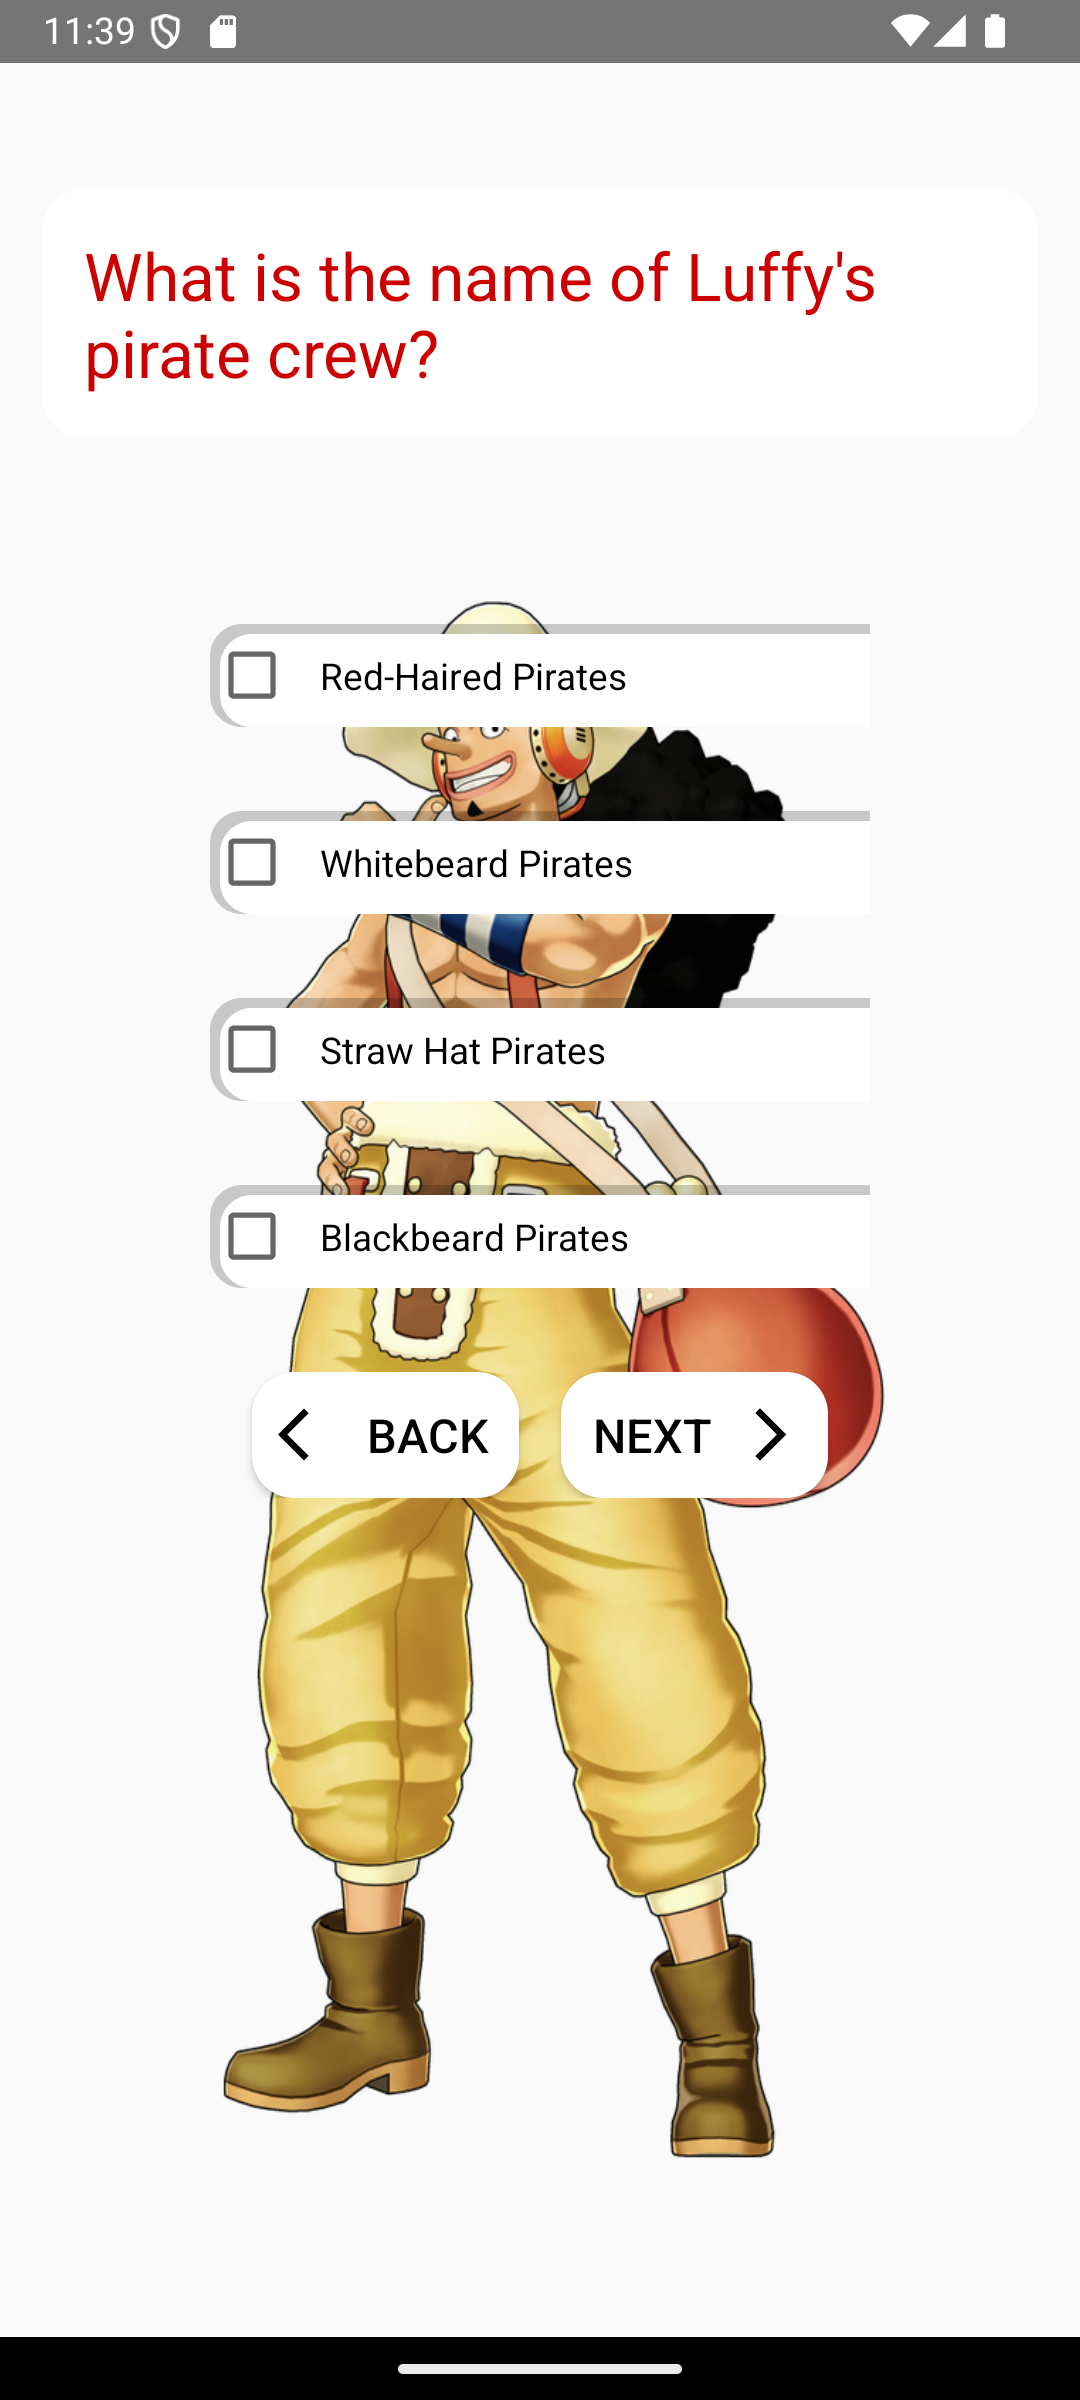 11:39
What is the name of Luffy's
pirate crew?
Red-Haired Pirates
Whitebeard Pirates
Straw Hat Pirates
Blackbeard Pirates
BACK
NEXT